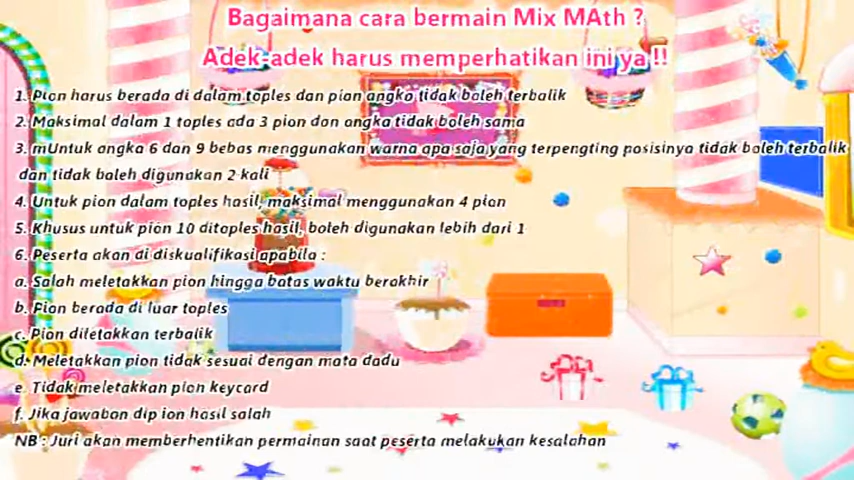 Bagaimana cara bermain Mix MAth ?
Adek-adek harus memperhatikan ini ya !!
1. Pion harus berada di dalam toples dan pian angka tidak boleh terbalik
2. Maksimal dalam 1 toples ada 3 pion dan angka tidak boleh sama
3. mUntuk angka 6 dan 9 bebas menggunakan warna apa saja yang terpenting posisinya tidak boleh terbalik
dan tidak boleh digunakan 2 kali
4. Untuk pion dalam toples hasil, maksimal menggunakan 4 pion
5. Khusus untuk pion 10 ditoples hasil, boleh digunakan lebih dari 1
6. Peserta akan di diskualifikasi apabila :
a. Salah meletakkan pion hingga batas waktu berakhir
b. Pion berada di luar toples
c. Pion diletakkan terbalik
d. Meletakkan pion tidak sesuai dengan mata dadu
e. Tidak meletakkan pion keycard
f. Jika jawaban dip ion hasil salah
NB : Juri akan memberhentikan permainan saat peserta melakukan kesalahan